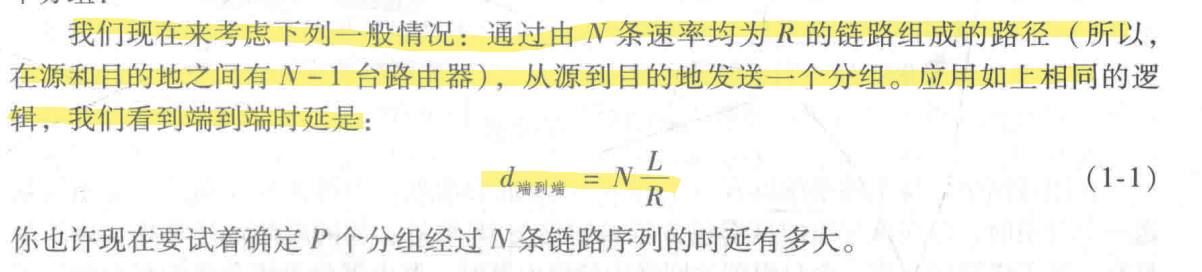 我们现在来考虑下列一般情况：通过由 N 条速率均为 R 的链路组成的路径（所以，
在源和目的地之间有 N-1 台路由器），从源到目的地发送一个分组。应用如上相同的逻
辑，我们看到端到端时延是：
d端到端 = N L/R (1-1)
你也许现在要试着确定 P 个分组经过 N 条链路序列的时延有多大。